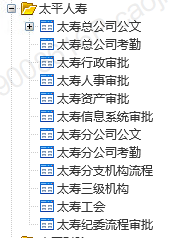 太平人寿
太寿总公司公文
太寿总公司考勤
太寿行政审批
太寿人事审批
太寿资产审批
太寿信息系统审批
太寿分公司公文
太寿分公司考勤
太寿分支机构流程
太寿三级机构
太寿工会
太寿纪委流程审批